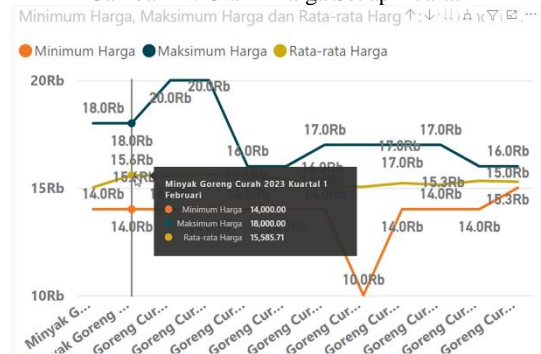 Minimum Harga, Maksimum Harga dan Rata-rata Harg
Minimum Harga Maksimum Harga Rata-rata Harga
20Rb
15Rb
10Rb
18.0Rb
18.0Rb
15.6Rb
14.0Rb
14.0Rb
20.0Rb
20.0Rb
16.0Rb
17.0Rb
17.0Rb
17.0Rb
17.0Rb
16.0Rb
15.0Rb
15.3Rb
15.3Rb
14.0Rb
14.0Rb
14.0Rb
10.0Rb
Minyak Goreng Curah 2023 Kuartal 1
Februari
Minimum Harga 14,000.00
Maksimum Harga 18,000.00
Rata-rata Harga 15,585.71
Minyak G...
Goreng ...
Goreng Cur...
Goreng Cur...
Goreng Cur...
Goreng Cur...
Goreng Cur...
Goreng Cur...
Goreng Cur...
Goreng Cur...